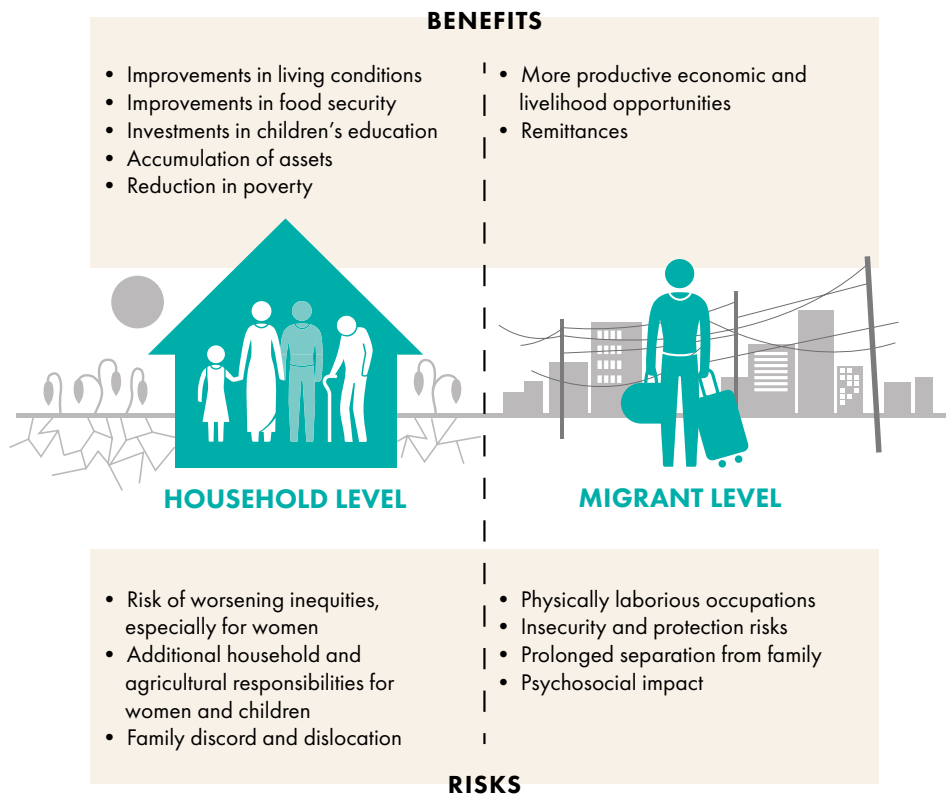 BENEFITS
• Improvements in living conditions
• Improvements in food security
• Investments in children's education
• Accumulation of assets
• Reduction in poverty
• More productive economic and
livelihood opportunities
• Remittances
HOUSEHOLD LEVEL
MIGRANT LEVEL
• Risk of worsening inequities,
especially for women
• Additional household and
agricultural responsibilities for
women and children
• Family discord and dislocation
• Physically laborious occupations
• Insecurity and protection risks
• Prolonged separation from family
• Psychosocial impact
RISKS